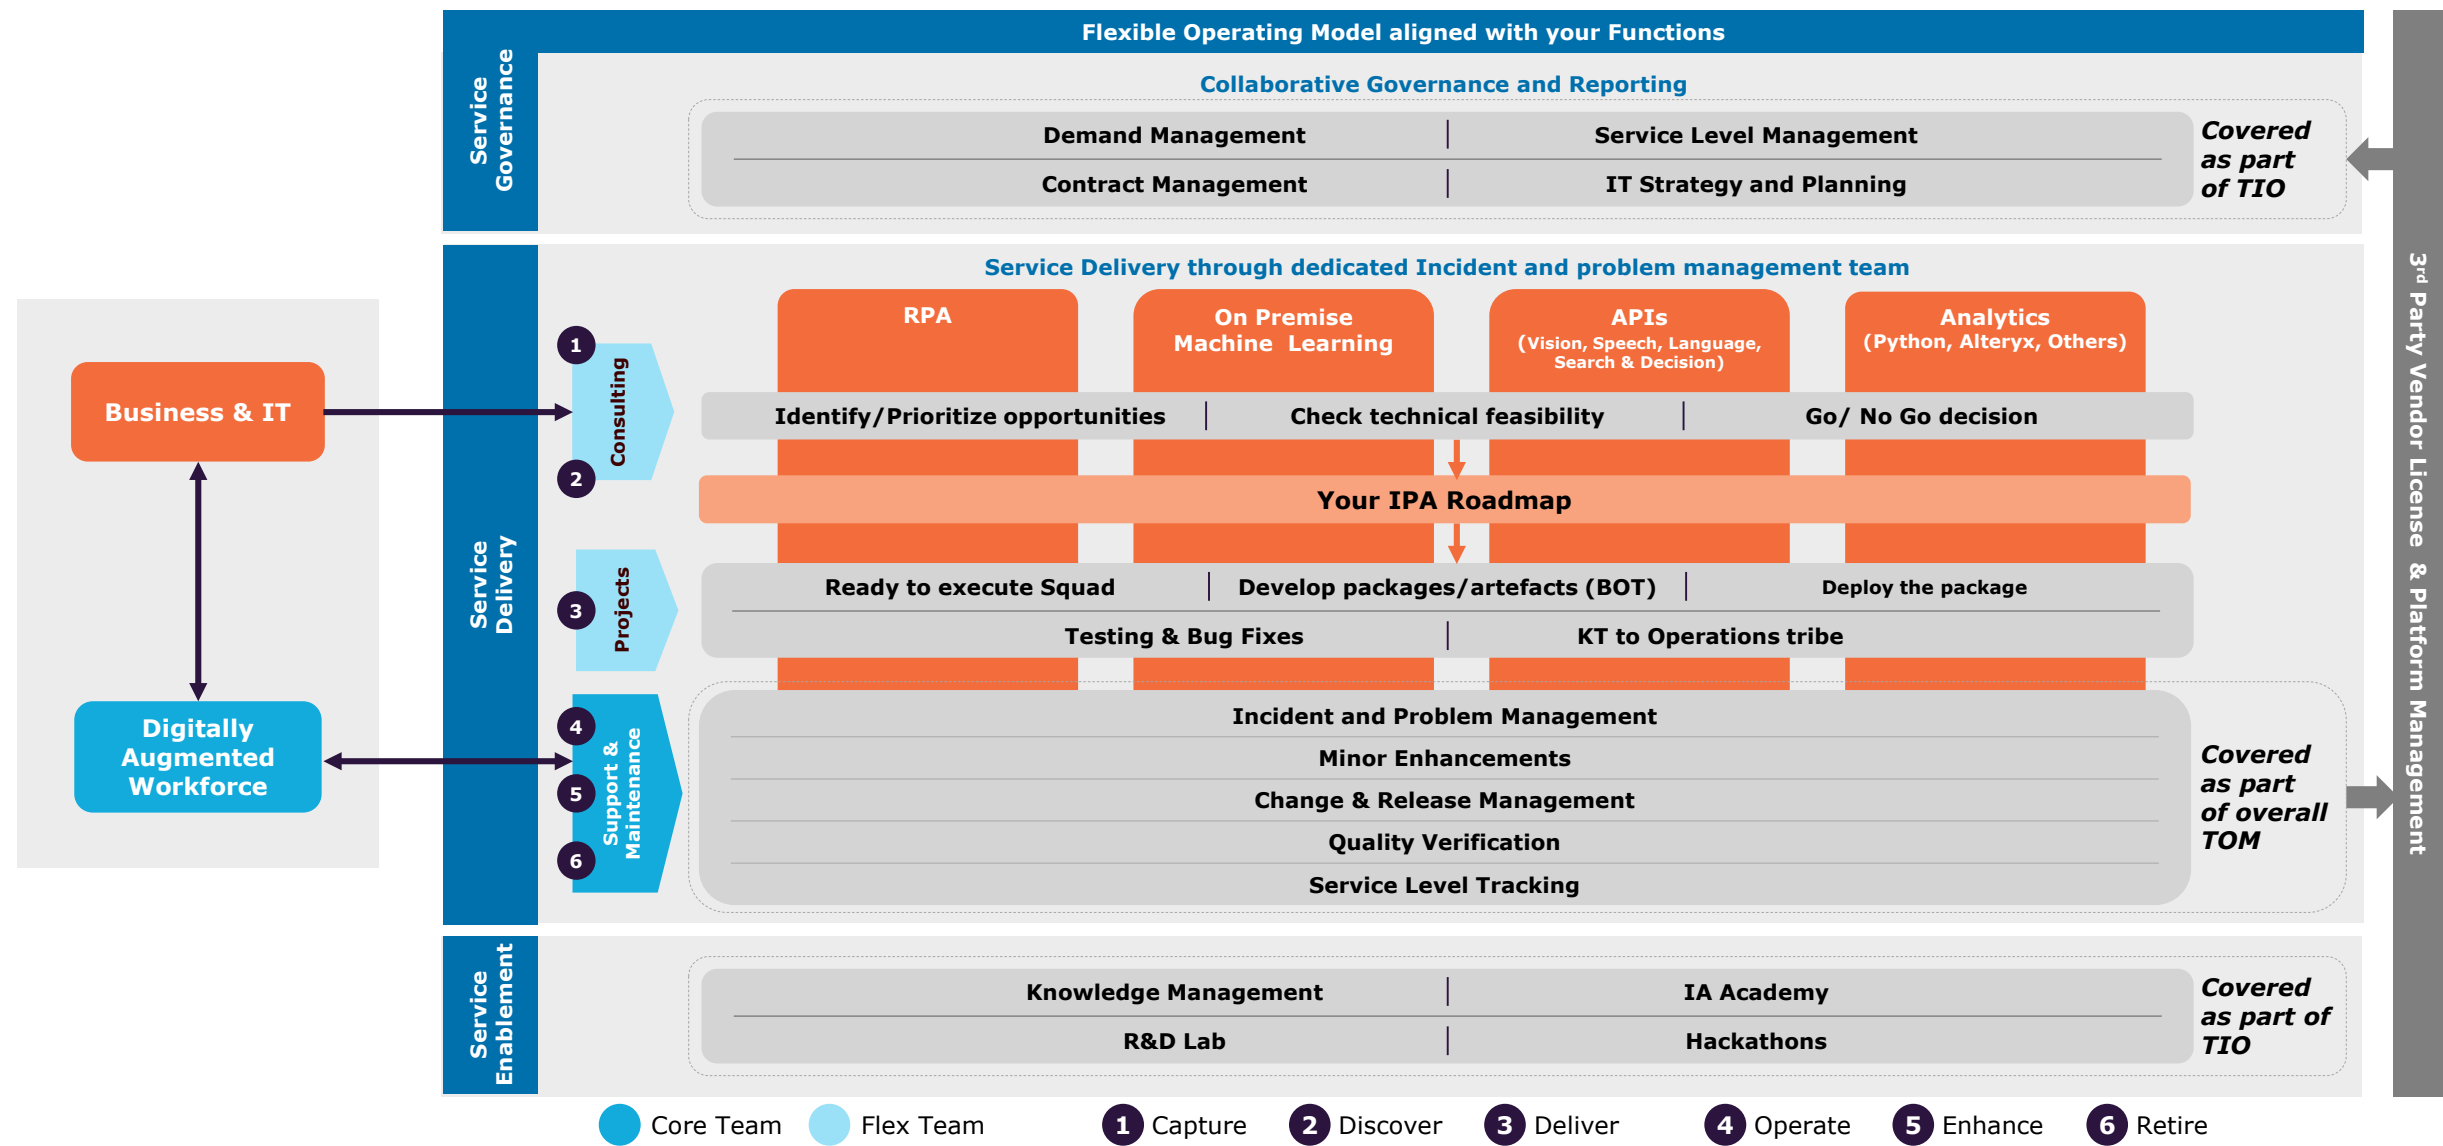 Flexible Operating Model aligned with your Functions
Service
Governance
Collaborative Governance and Reporting
Demand Management
Service Level Management
Contract Management
IT Strategy and Planning
Covered
as part
of TIO
3rd Party Vendor License & Platform Management
Business & IT
Digitally
Augmented
Workforce
Service
Delivery
Service Delivery through dedicated Incident and problem management team
RPA
On Premise
Machine Learning
APIs
(Vision, Speech, Language,
Search & Decision)
Analytics
(Python, Alteryx, Others)
1
Consulting
2
Identify/Prioritize opportunities
Check technical feasibility
Go/ No Go decision
Your IPA Roadmap
3
Projects
Ready to execute Squad
Develop packages/artefacts (BOT)
Deploy the package
Testing & Bug Fixes
KT to Operations tribe
4
5
6
Support &
Maintenance
Incident and Problem Management
Minor Enhancements
Change & Release Management
Quality Verification
Service Level Tracking
Covered
as part
of overall
TOM
Service
Enablement
Knowledge Management
IA Academy
R&D Lab
Hackathons
Covered
as part of
TIO
Core Team
Flex Team
1 Capture
2 Discover
3 Deliver
4 Operate
5 Enhance
6 Retire